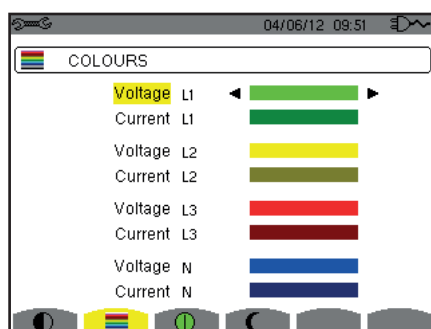 04/06/12 09:51
COLOURS
Voltage L1
Current L1
Voltage L2
Current L2
Voltage L3
Current L3
Voltage N
Current N